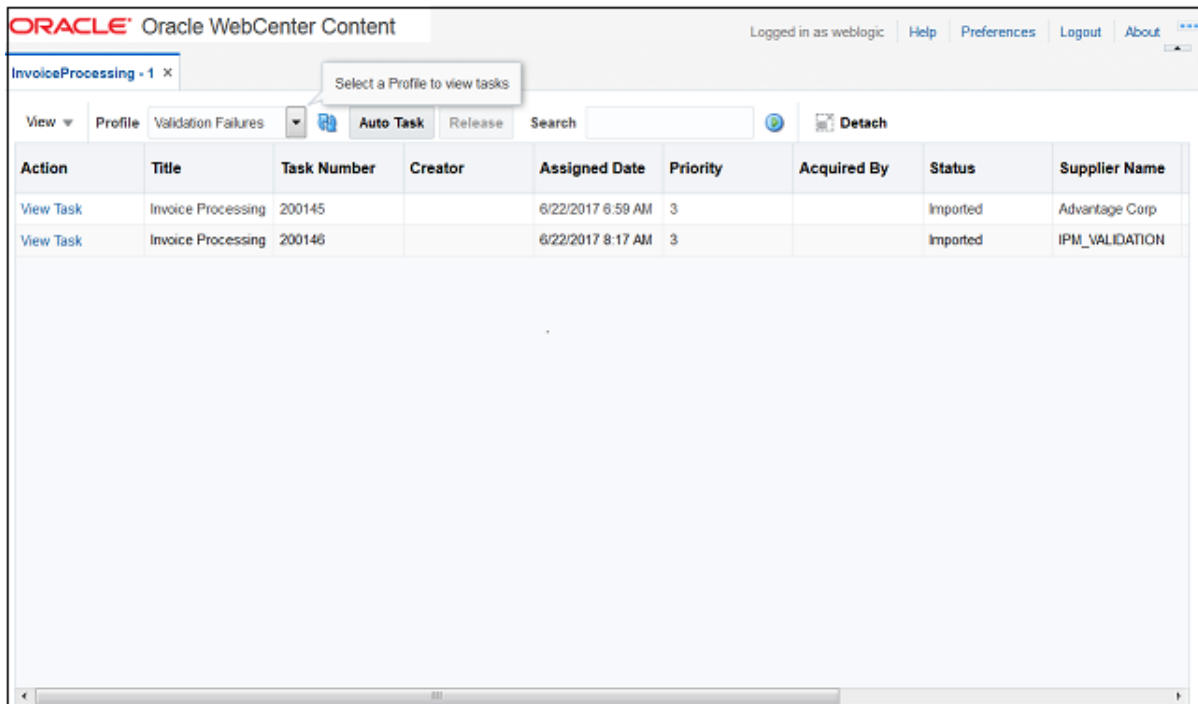 ORACLE® Oracle WebCenter Content
Logged in as weblogic Help Preferences Logout About
InvoiceProcessing - 1 ×
Select a Profile to view tasks
View Profile Validation Failures Auto Task Release Search Detach
Action Title Task Number Creator Assigned Date Priority Acquired By Status Supplier Name
View Task Invoice Processing 200145 6/22/2017 6:59 AM 3 Imported Advantage Corp
View Task Invoice Processing 200146 6/22/2017 8:17 AM 3 Imported IPM_VALIDATION